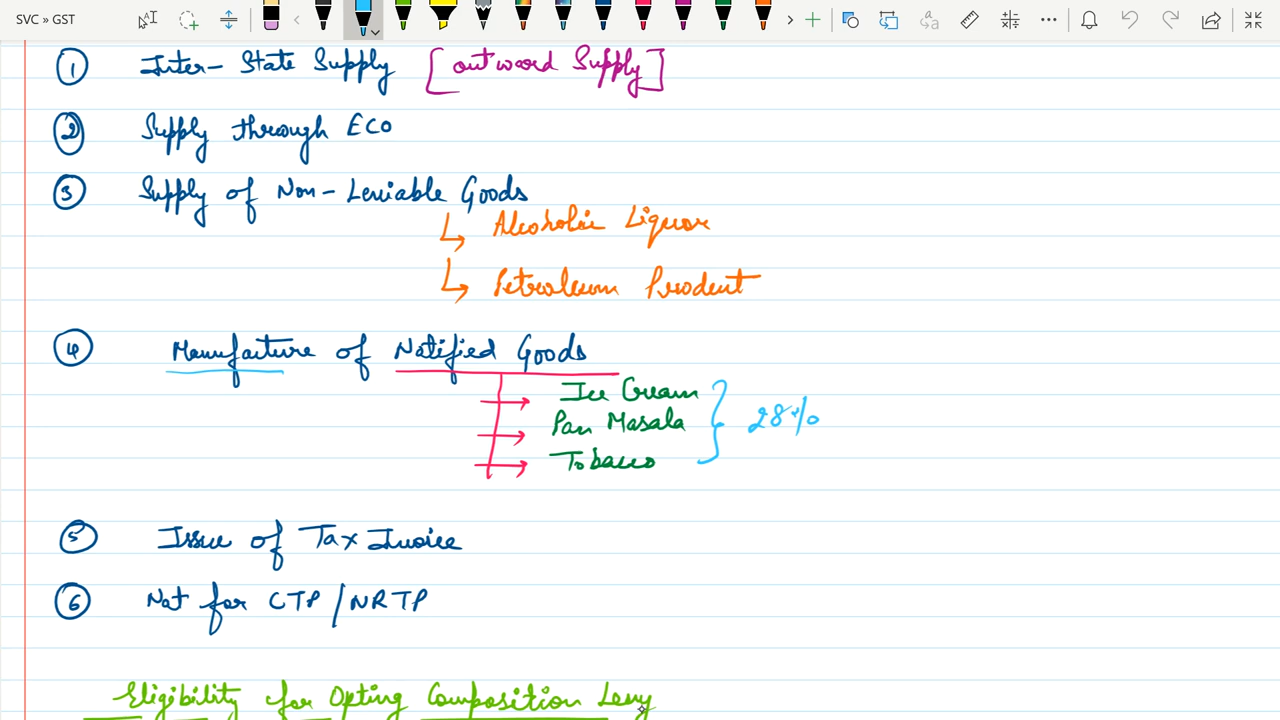 SVC » GST
① Inter-State Supply [outward Supply]
② Supply through ECO
③ Supply of Non-Leviable Goods
↳ Alcoholic Liquor
↳ Petroleum Product
④ Manufacture of Notified Goods
→ Ice Cream
→ Pan Masala } 28%
→ Tobacco
⑤ Issue of Tax Invoice
⑥ Not for CTP/NRTP
Eligibility for Opting Composition Levy